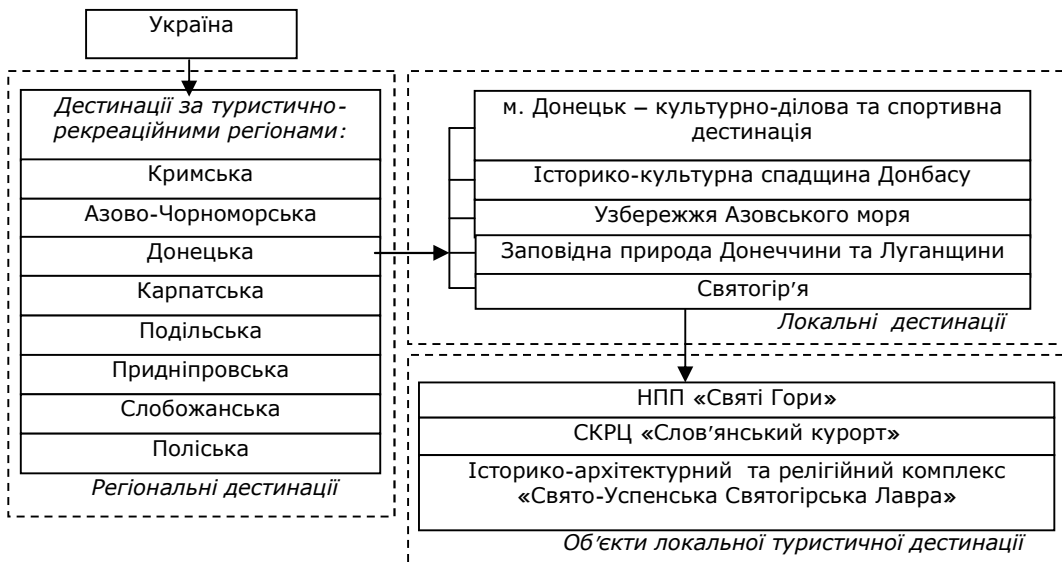 Україна
Дестинації за туристично-
рекреаційними регіонами:
Кримська
Азово-Чорноморська
Донецька
Карпатська
Подільська
Придніпровська
Слобожанська
Поліська
Регіональні дестинації
м. Донецьк – культурно-ділова та спортивна
дестинація
Історико-культурна спадщина Донбасу
Узбережжя Азовського моря
Заповідна природа Донеччини та Луганщини
Святогір'я
Локальні дестинації
НПП «Святі Гори»
СКРЦ «Слов'янський курорт»
Історико-архітектурний та релігійний комплекс
«Свято-Успенська Святогірська Лавра»
Об'єкти локальної туристичної дестинації